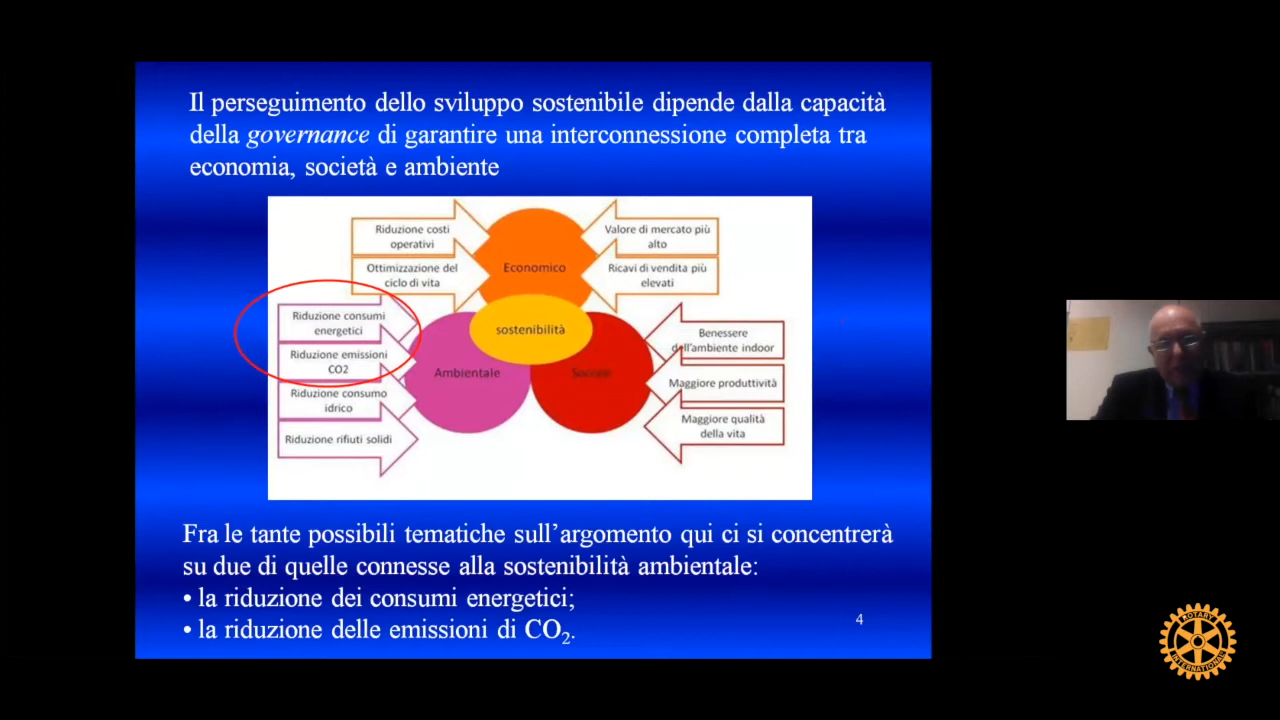 Il perseguimento dello sviluppo sostenibile dipende dalla capacità
della governance di garantire una interconnessione completa tra
economia, società e ambiente
Riduzione costi
operativi
Ottimizzazione del
ciclo di vita
Economico
Valore di mercato più
alto
Ricavi di vendita più
elevati
Riduzione consumi
energetici
Riduzione emissioni
CO2
Riduzione consumo
idrico
Riduzione rifiuti solidi
sostenibilità
Ambientale
Sociale
Benessere
dell'ambiente indoor
Maggiore produttività
Maggiore qualità
della vita
Fra le tante possibili tematiche sull'argomento qui ci si concentrerà
su due di quelle connesse alla sostenibilità ambientale:
• la riduzione dei consumi energetici;
• la riduzione delle emissioni di CO₂.
4
ROTARY
INTERNATIONAL